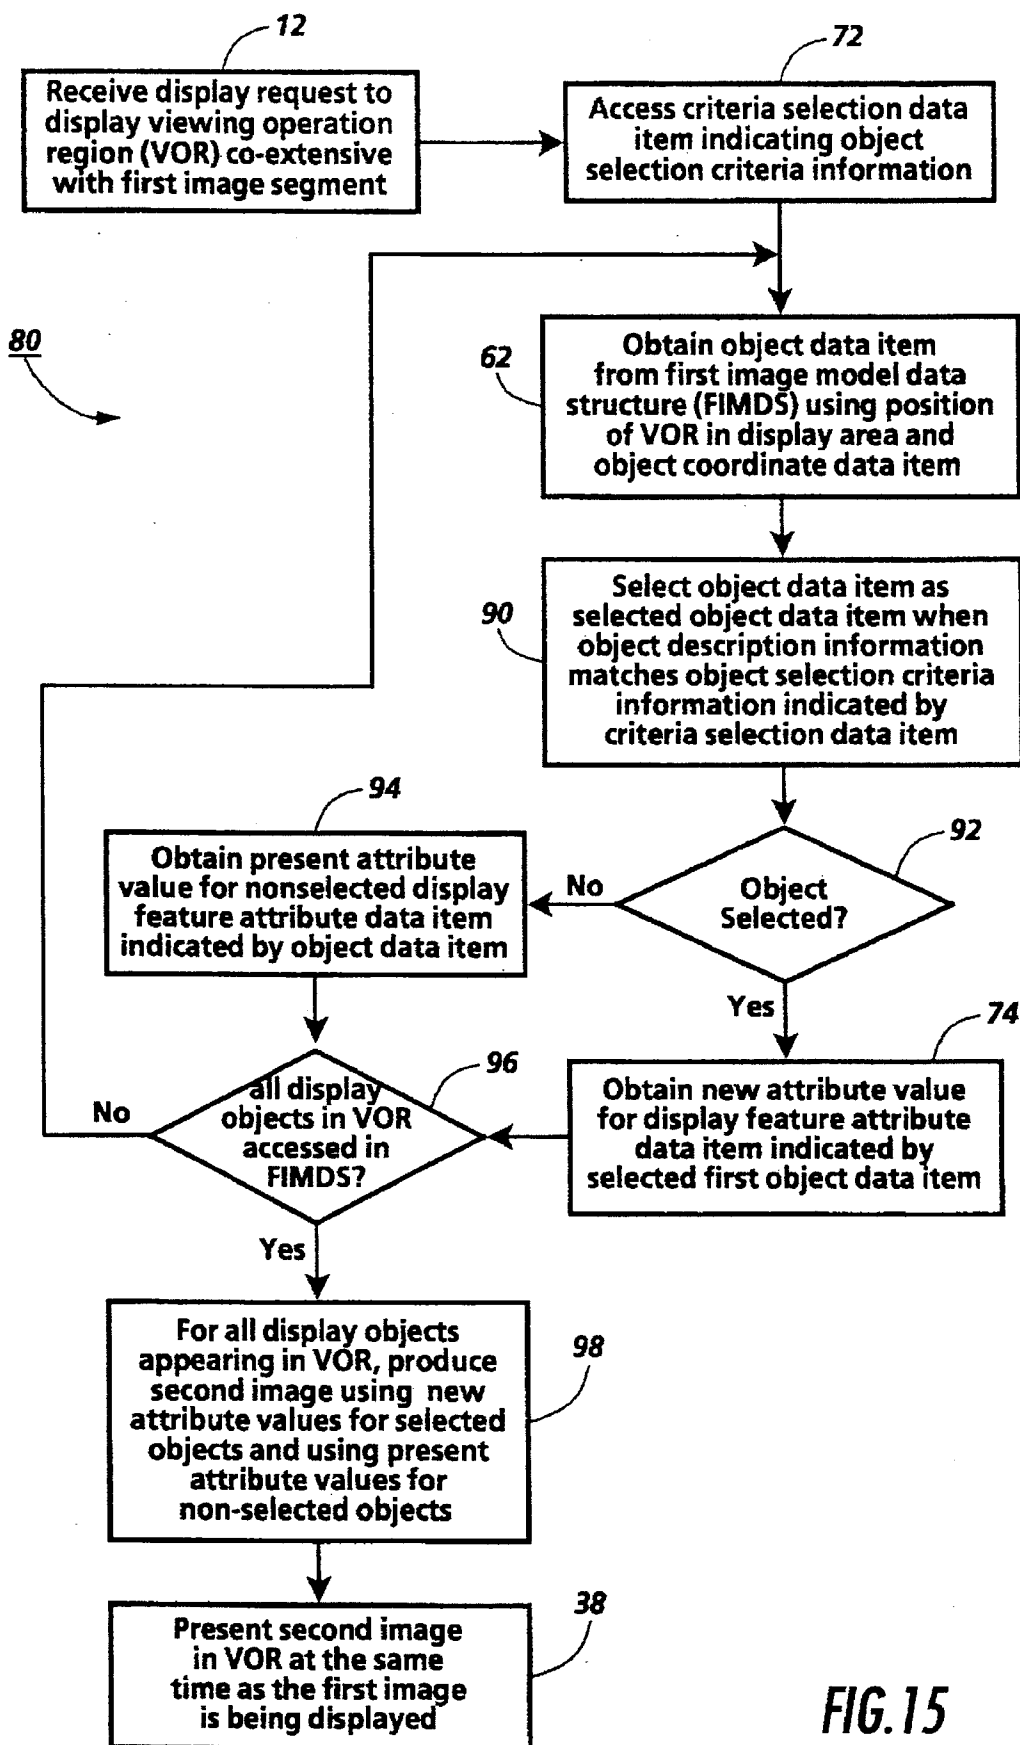 12
Receive display request to
display viewing operation
region (VOR) co-extensive
with first image segment
72
Access criteria selection data
item indicating object
selection criteria information
80
62
Obtain object data item
from first image model data
structure (FIMDS) using position
of VOR in display area and
object coordinate data item
90
Select object data item as
selected object data item when
object description information
matches object selection criteria
information indicated by
criteria selection data item
92
Object
Selected?
No
Yes
94
Obtain present attribute
value for nonselected display
feature attribute data item
indicated by object data item
74
Obtain new attribute value
for display feature attribute
data item indicated by
selected first object data item
96
all display
objects in VOR
accessed in
FIMDS?
No
Yes
98
For all display objects
appearing in VOR, produce
second image using new
attribute values for selected
objects and using present
attribute values for
non-selected objects
38
Present second image
in VOR at the same
time as the first image
is being displayed
FIG.15